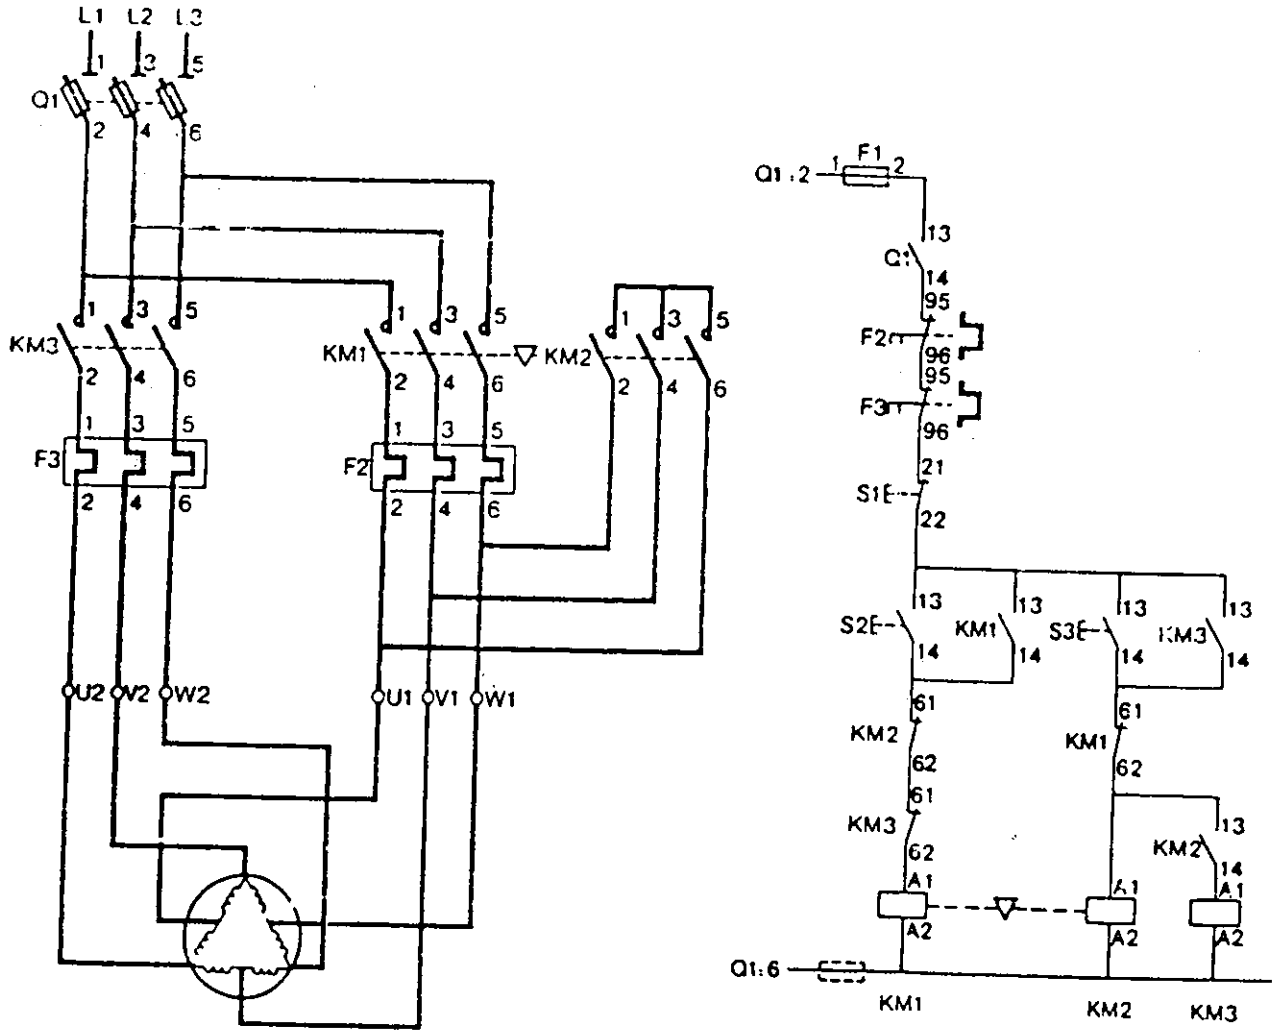 L1 L2 L3
1 3 5
Q1
2 4 6
1 3 5
KM3
2 4 6
1 3 5
KM1
2 4 6
1 3 5
KM2
2 4 6
1 3 5
F3
2 4 6
1 3 5
F2
2 4 6
U2 V2 W2
U1 V1 W1
F1
Q1:2 1 2
13
Q1
14
95
F2
96
95
F3
96
21
S1
22
13 13 13 13
S2 KM1 S3 KM3
14 14 14 14
61 61
KM2 KM1
62 62
61
KM3
62
13
KM2
14
A1 A1 A1
A2 A2 A2
Q1:6
KM1 KM2 KM3